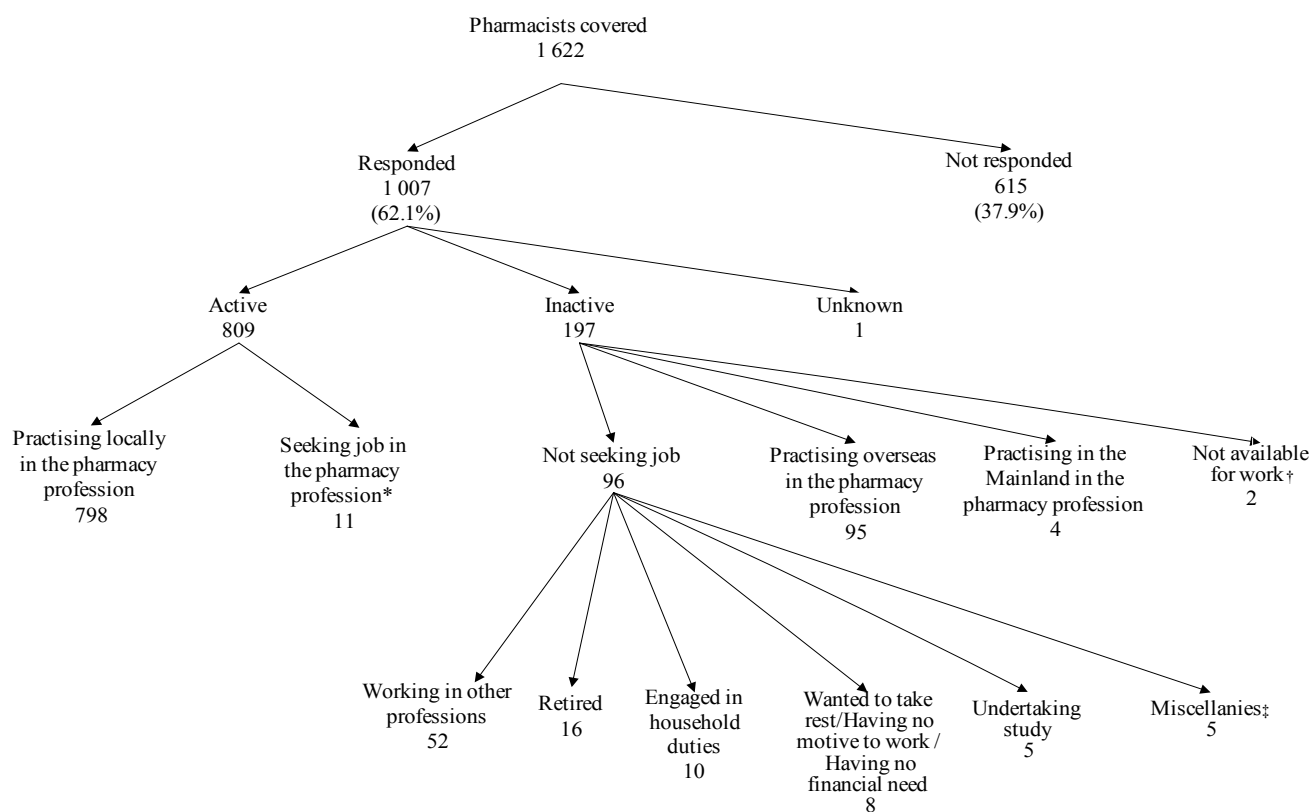 Pharmacists covered
1 622
Responded
1 007
(62.1%)
Not responded
615
(37.9%)
Active
809
Inactive
197
Unknown
1
Practising locally
in the pharmacy
profession
798
Seeking job in
the pharmacy
profession*
11
Not seeking job
96
Practising overseas
in the pharmacy
profession
95
Practising in the
Mainland in the
pharmacy profession
4
Not available
for work†
2
Working in other
professions
52
Retired
16
Engaged in
household
duties
10
Wanted to take
rest/Having no
motive to work /
Having no
financial need
8
Undertaking
study
5
Miscellanies‡
5